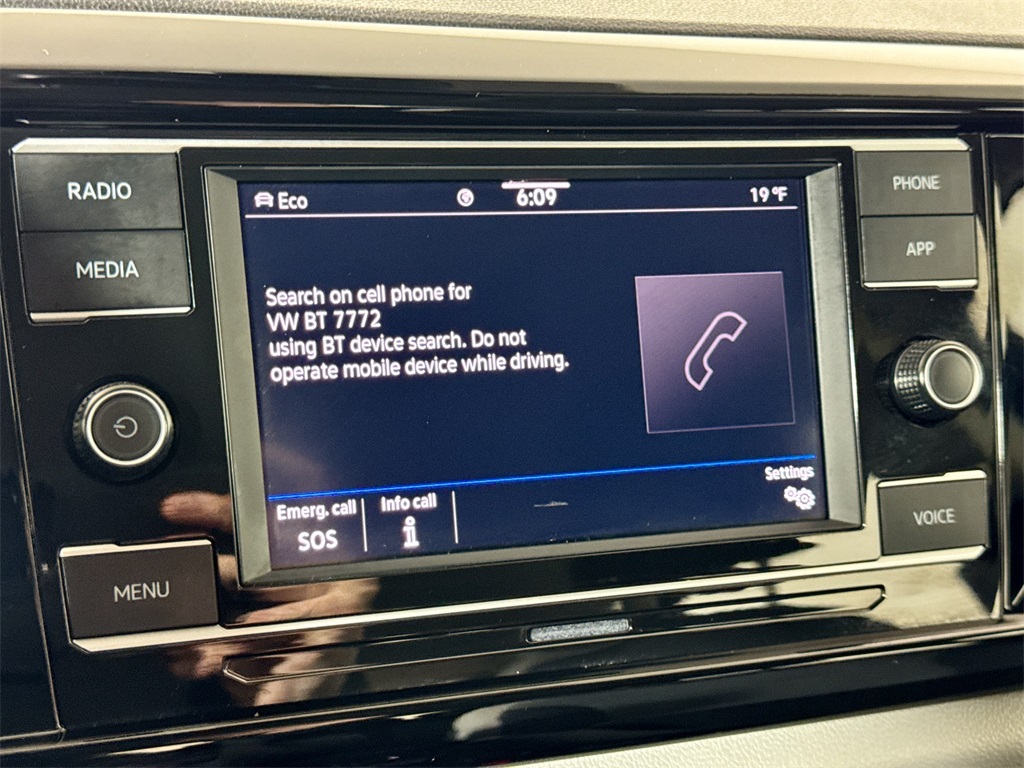 RADIO
MEDIA
MENU
Eco
6:09
19 °F
Search on cell phone for
VW BT 7772
using BT device search. Do not
operate mobile device while driving.
Settings
Emerg. call
SOS
Info call
i
PHONE
APP
VOICE